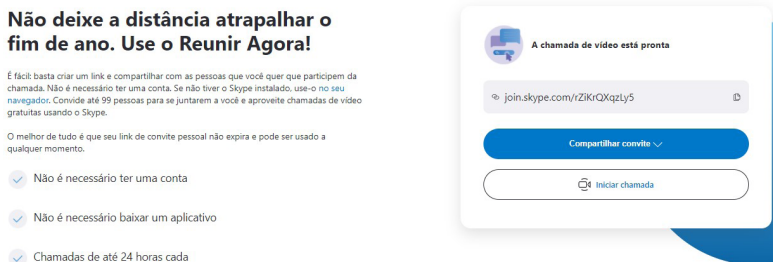 Não deixe a distância atrapalhar o
fim de ano. Use o Reunir Agora!
É fácil: basta criar um link e compartilhar com as pessoas que você quer que participem da
chamada. Não é necessário ter uma conta. Se não tiver o Skype instalado, use-o no seu
navegador. Convide até 99 pessoas para se juntarem a você e aproveite chamadas de vídeo
gratuitas usando o Skype.
O melhor de tudo é que seu link de convite pessoal não expira e pode ser usado a
qualquer momento.
Não é necessário ter uma conta
Não é necessário baixar um aplicativo
Chamadas de até 24 horas cada
A chamada de vídeo está pronta
join.skype.com/rZiKrQXqzLy5
Compartilhar convite
Iniciar chamada